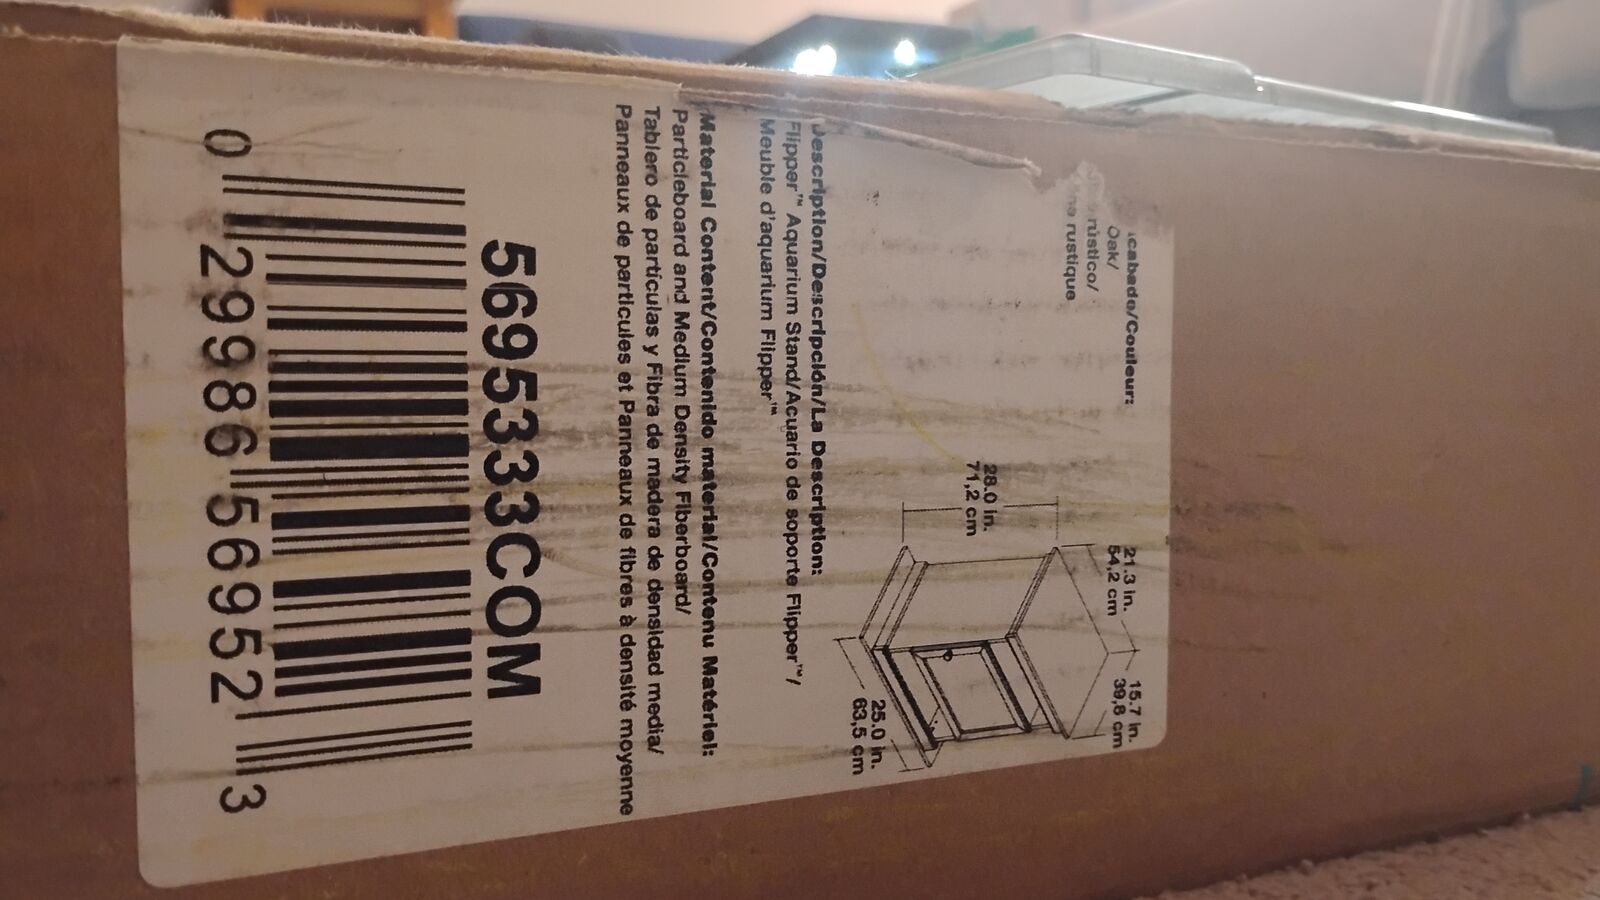 cabado/Couleur:
Oak/
rústico/
rustique
21.3 in.
54,2 cm
15.7 in.
39,8 cm
28.0 in.
71,2 cm
25.0 in.
63,5 cm
Description/Descripción/La Description:
Flipper™ Aquarium Stand/Acuario de soporte Flipper™/
Meuble d'aquarium Flipper™
Material Content/Contenido material/Contenu Matériel:
Particleboard and Medium Density Fiberboard/
Tablero de partículas y Fibra de madera de densidad media/
Panneaux de particules et Panneaux de fibres à densité moyenne
5695333COM
0 29986 56952 3